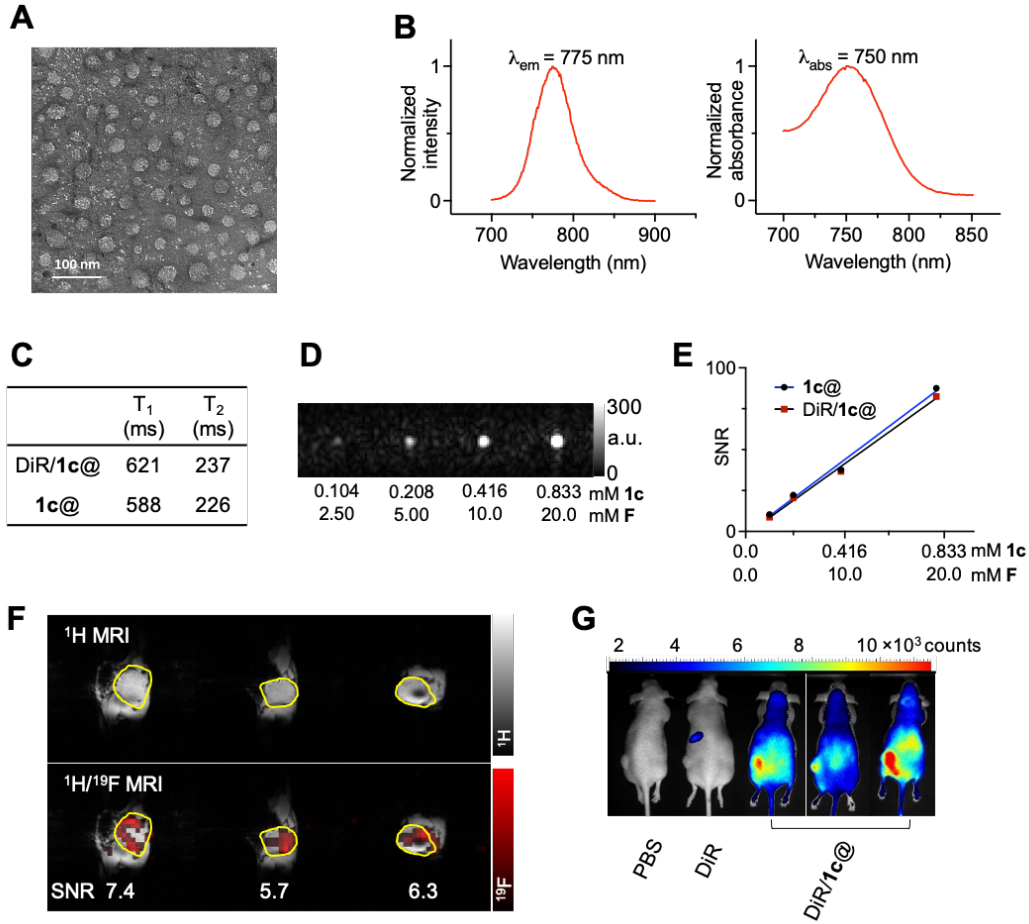 A
100 nm
B
λem = 775 nm
Normalized
intensity
1
0
700 800 900
Wavelength (nm)
λabs = 750 nm
Normalized
absorbance
1
0
700 750 800 850
Wavelength (nm)
C
T1 T2
(ms) (ms)
DiR/1c@ 621 237
1c@ 588 226
D
300
a.u.
0
0.104 0.208 0.416 0.833 mM 1c
2.50 5.00 10.0 20.0 mM F
E
100
1c@
DiR/1c@
SNR
0
0.0 0.416 0.833 mM 1c
0.0 10.0 20.0 mM F
F
¹H MRI
¹H
¹H/¹⁹F MRI
SNR 7.4 5.7 6.3
¹⁹F
G
2 4 6 8 10 ×10³ counts
PBS
DiR
DiR/1c@